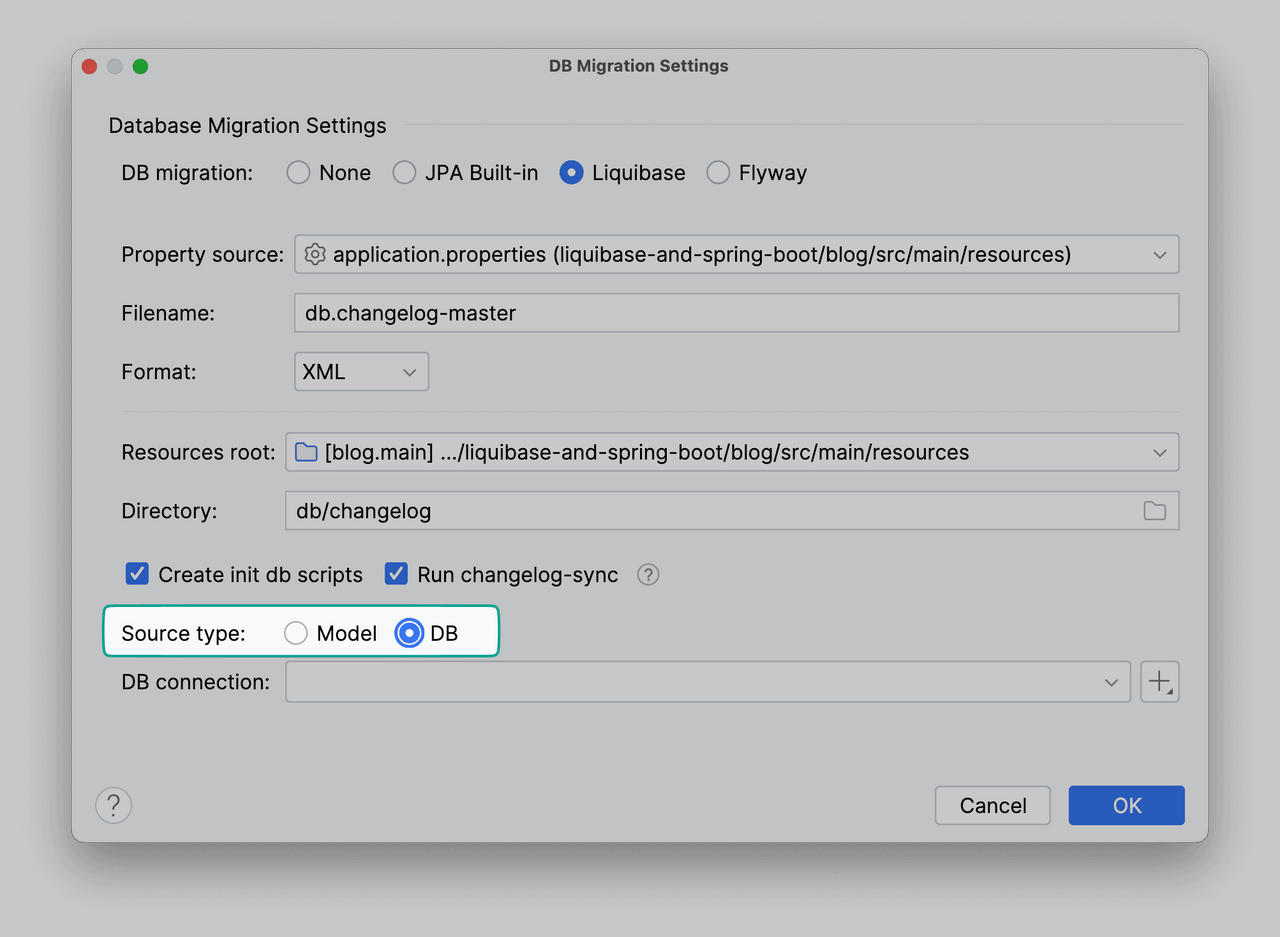 DB Migration Settings
Database Migration Settings
DB migration: None JPA Built-in Liquibase Flyway
Property source: application.properties (liquibase-and-spring-boot/blog/src/main/resources)
Filename: db.changelog-master
Format: XML
Resources root: [blog.main] .../liquibase-and-spring-boot/blog/src/main/resources
Directory: db/changelog
Create init db scripts Run changelog-sync ?
Source type: Model DB
DB connection:
? Cancel OK